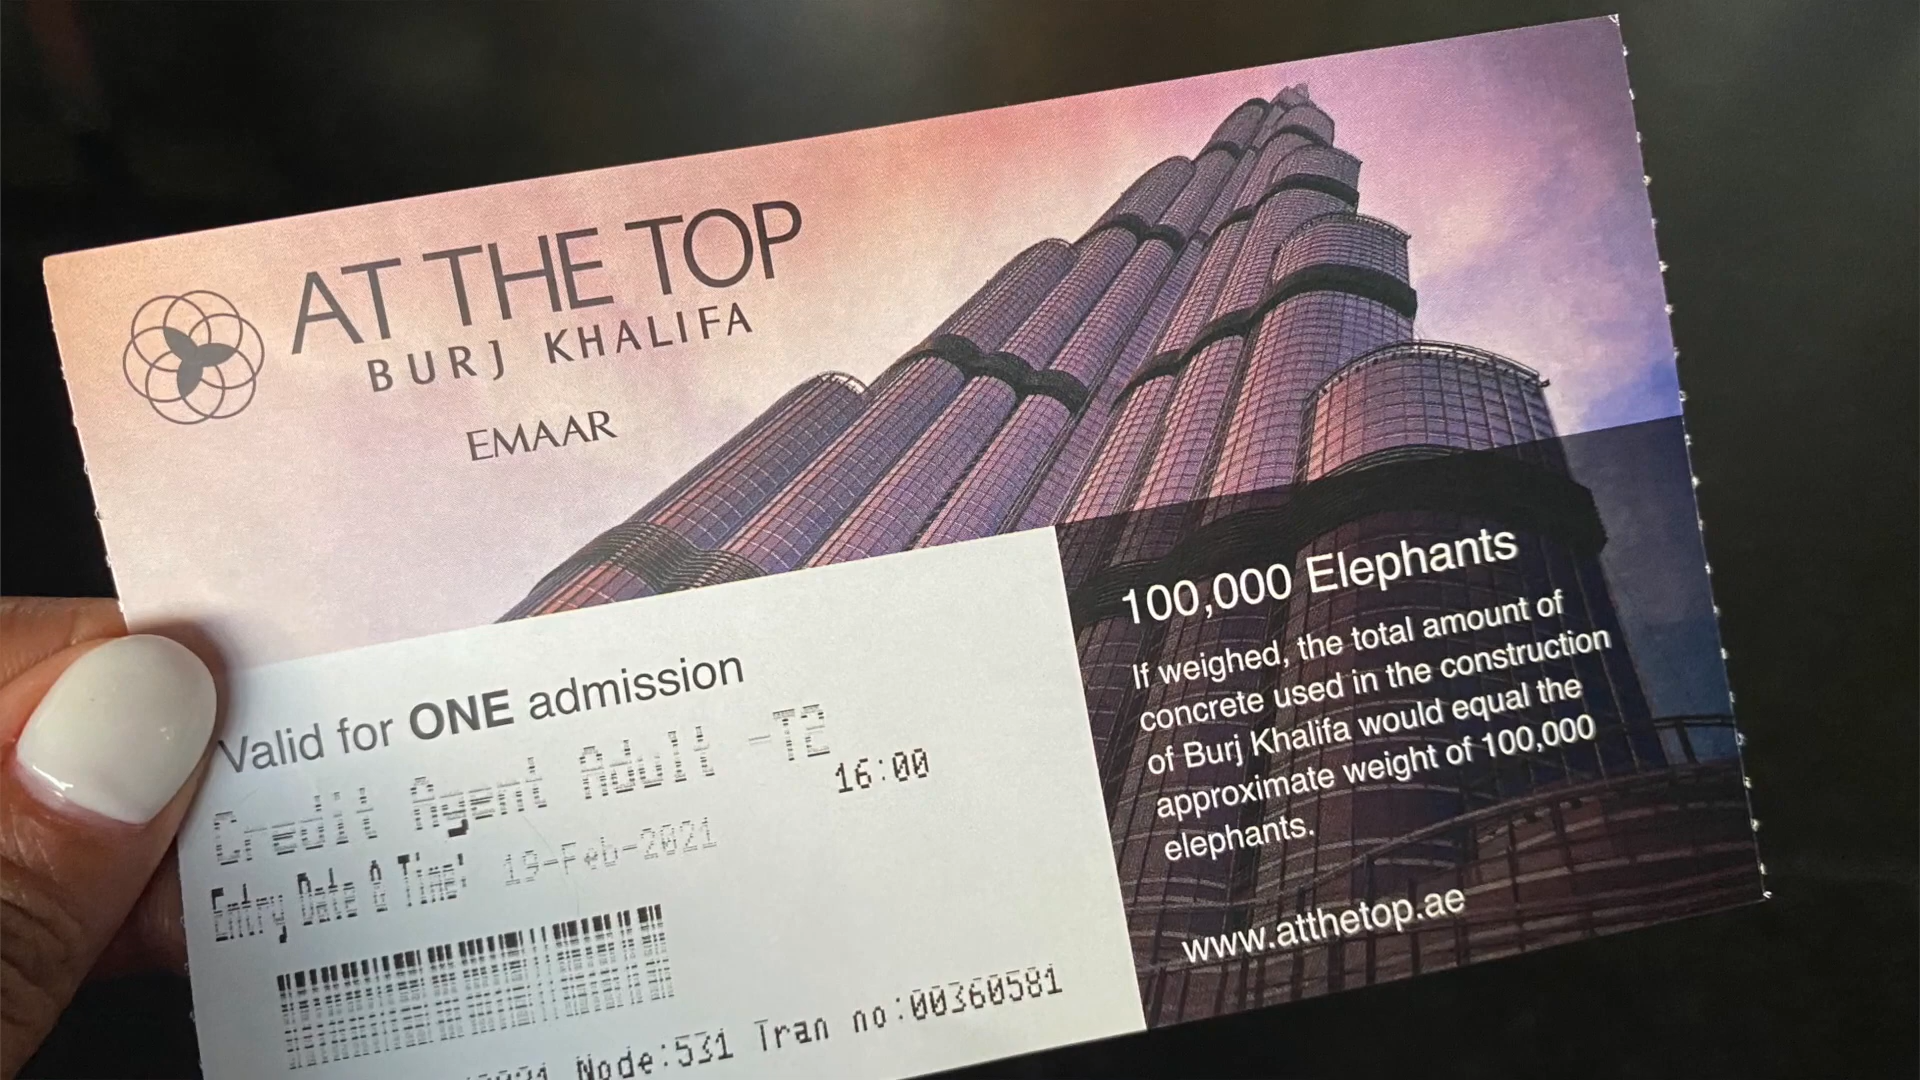 AT THE TOP
BURJ KHALIFA
EMAAR
Valid for ONE admission
Credit Agent Adult -T2
16:00
Entry Date & Time: 19-Feb-2021
Node:531 Tran no:00360581
100,000 Elephants
If weighed, the total amount of
concrete used in the construction
of Burj Khalifa would equal the
approximate weight of 100,000
elephants.
www.atthetop.ae